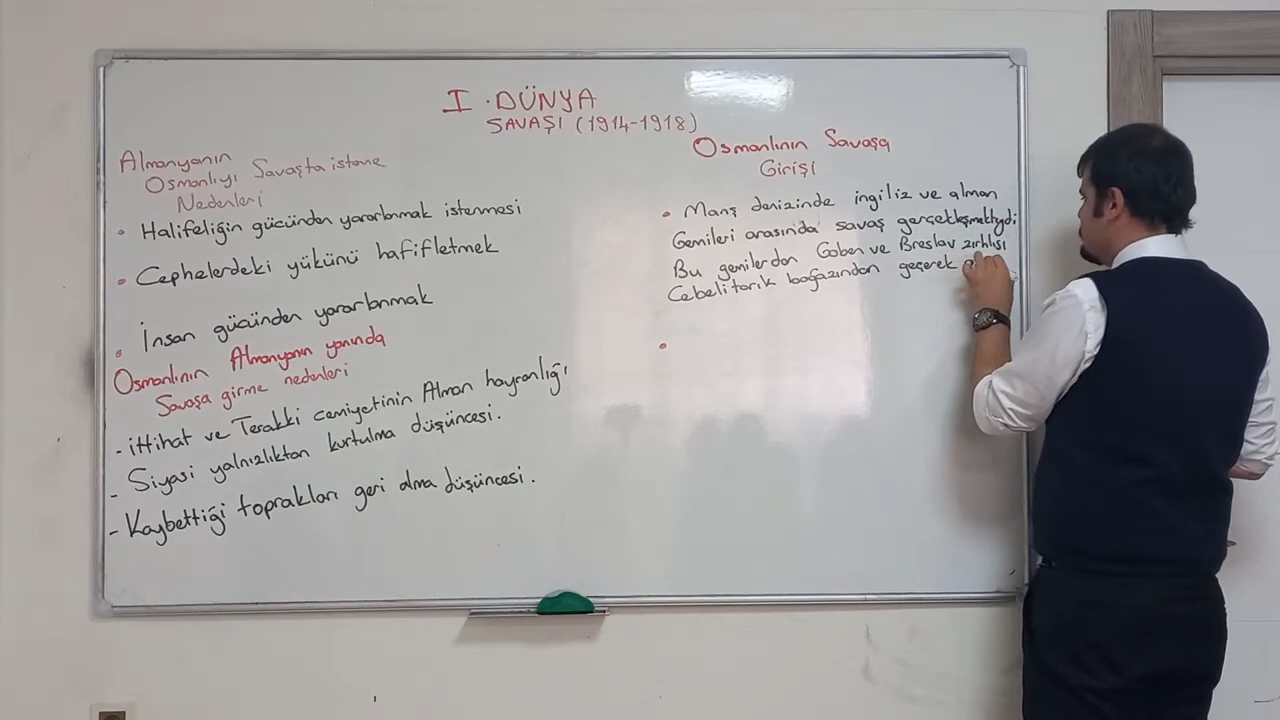 I. DÜNYA
SAVAŞI (1914-1918)
Almanyanın
Osmanlıyı Savaşta isteme
Nedenleri
• Halifeliğin gücünden yararlanmak istenmesi
• Cephelerdeki yükünü hafifletmek
• İnsan gücünden yararlanmak
Osmanlının Almanyanın yanında
Savaşa girme nedenleri
- ittihat ve Terakki cemiyetinin Alman hayranlığı
- Siyasi yalnızlıktan kurtulma düşüncesi.
- Kaybettiği toprakları geri alma düşüncesi.
Osmanlının Savaşa
Girişi
• Manş denizinde ingiliz ve alman
Gemileri arasında savaş gerçekleşmekteydi
Bu gemilerden Goben ve Breslav zırhlısı
Cebelitarık boğazından geçerek
•